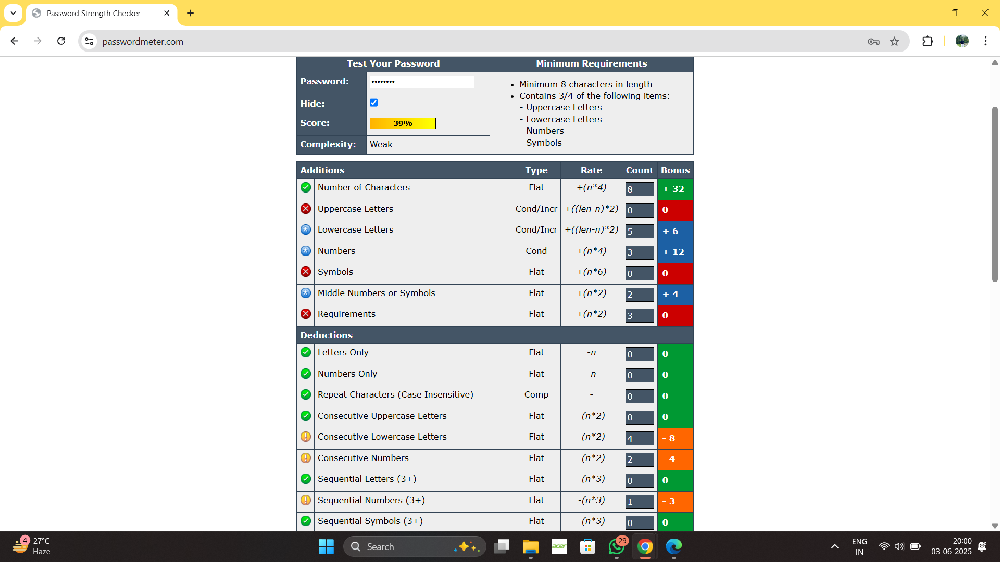 Password Strength Checker
passwordmeter.com
Test Your Password Minimum Requirements
Password: ••••••••
• Minimum 8 characters in length
• Contains 3/4 of the following items:
- Uppercase Letters
- Lowercase Letters
- Numbers
- Symbols
Hide:
Score: 39%
Complexity: Weak
Additions Type Rate Count Bonus
Number of Characters Flat +(n*4) 8 + 32
Uppercase Letters Cond/Incr +((len-n)*2) 0 0
Lowercase Letters Cond/Incr +((len-n)*2) 5 + 6
Numbers Cond +(n*4) 3 + 12
Symbols Flat +(n*6) 0 0
Middle Numbers or Symbols Flat +(n*2) 2 + 4
Requirements Flat +(n*2) 3 0
Deductions
Letters Only Flat -n 0 0
Numbers Only Flat -n 0 0
Repeat Characters (Case Insensitive) Comp - 0 0
Consecutive Uppercase Letters Flat -(n*2) 0 0
Consecutive Lowercase Letters Flat -(n*2) 4 - 8
Consecutive Numbers Flat -(n*2) 2 - 4
Sequential Letters (3+) Flat -(n*3) 0 0
Sequential Numbers (3+) Flat -(n*3) 1 - 3
Sequential Symbols (3+) Flat -(n*3) 0 0
4 27°C
Haze
Search
acer
29
ENG
IN
20:00
03-06-2025